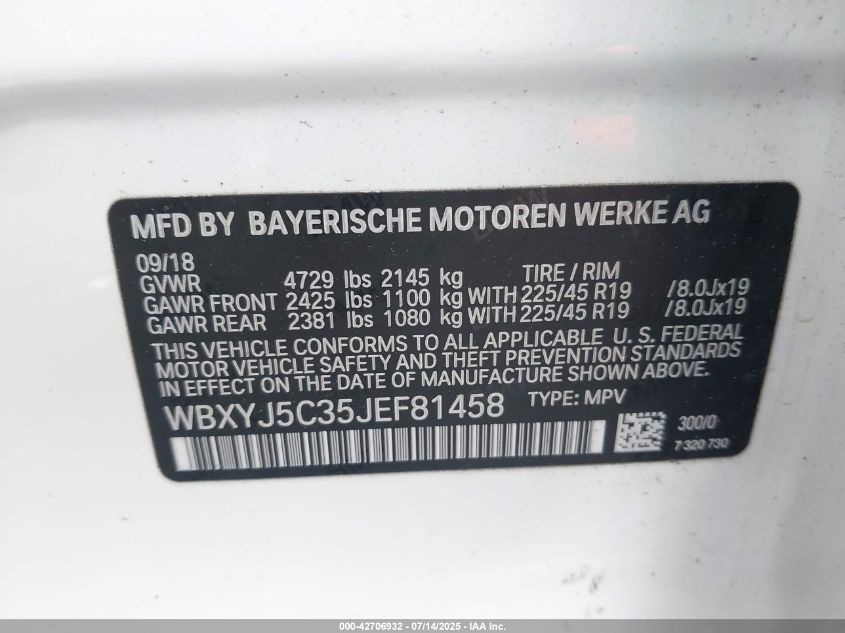 MFD BY BAYERISCHE MOTOREN WERKE AG
09/18
GVWR 4729 lbs 2145 kg TIRE / RIM
GAWR FRONT 2425 lbs 1100 kg WITH 225/45 R19 /8.0Jx19
GAWR REAR 2381 lbs 1080 kg WITH 225/45 R19 /8.0Jx19
THIS VEHICLE CONFORMS TO ALL APPLICABLE U. S. FEDERAL
MOTOR VEHICLE SAFETY AND THEFT PREVENTION STANDARDS
IN EFFECT ON THE DATE OF MANUFACTURE SHOWN ABOVE.
WBXYJ5C35JEF81458 TYPE: MPV
300/0
7 320 730
000-42706932 - 07/14/2025 - IAA Inc.